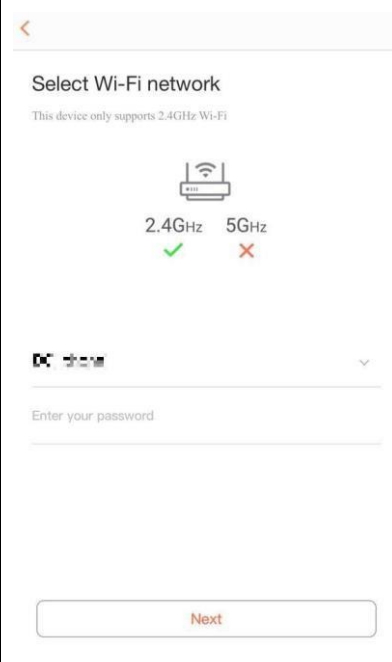 Select Wi-Fi network
This device only supports 2.4GHz Wi-Fi
2.4GHz 5GHz
Enter your password
Next